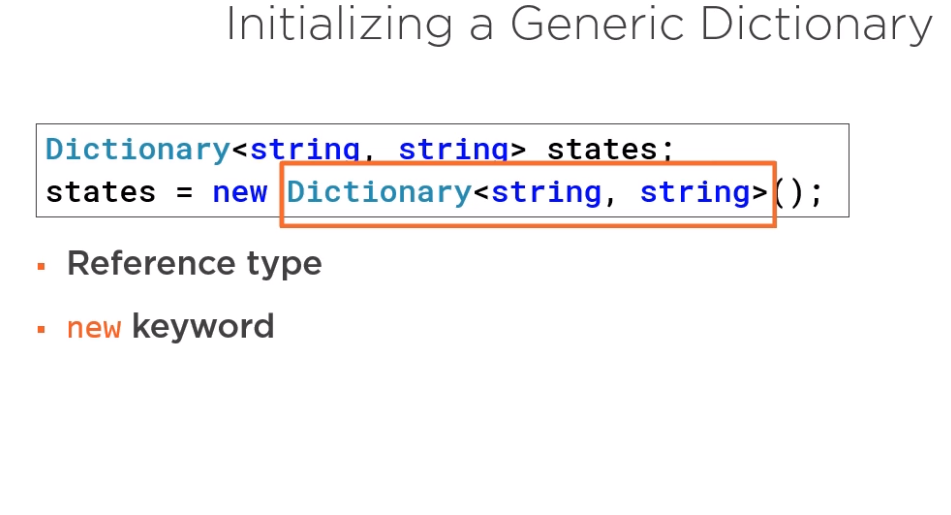 Initializing a Generic Dictionary
Dictionary<string, string> states;
states = new Dictionary<string, string>();
▪ Reference type
▪ new keyword